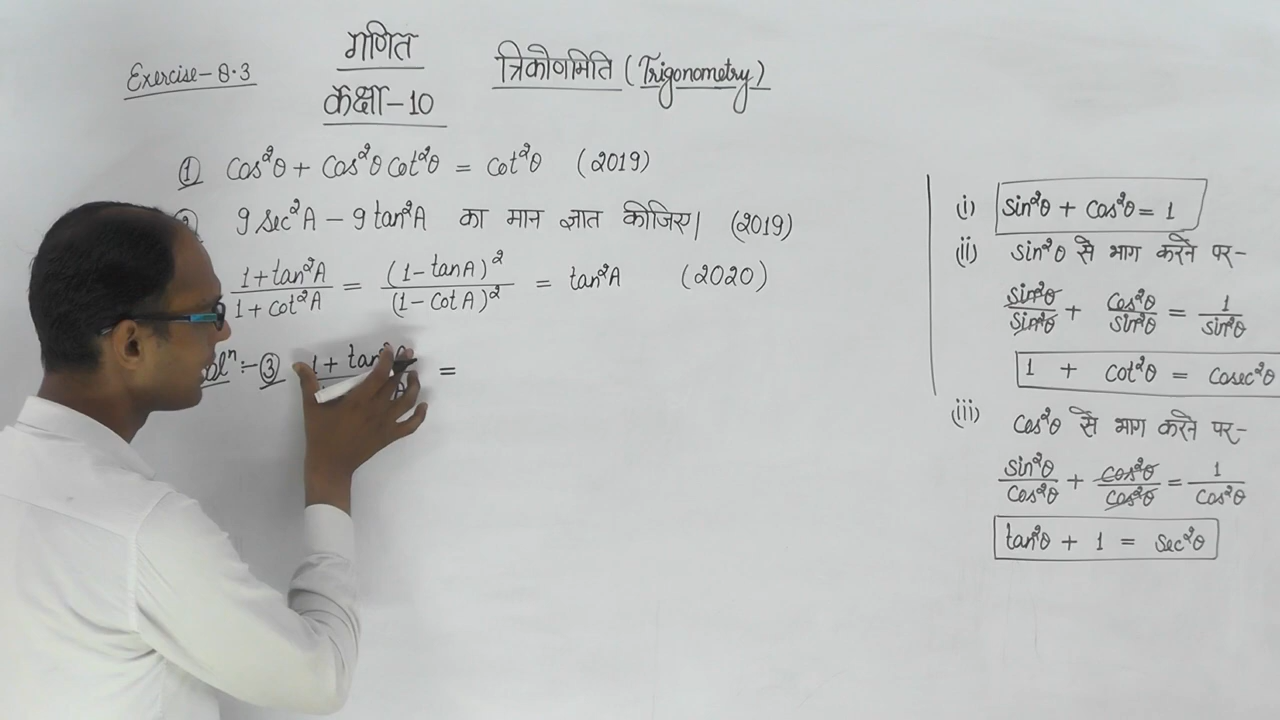 गणित
Exercise-8.3 त्रिकोणमिति (Trigonometry)
कक्षा-10
① cos²θ + cos²θ cot²θ = cot²θ (2019)
9 sec²A - 9 tan²A का मान ज्ञात कीजिए। (2019)
(1+tan²A)/(1+cot²A) = (1-tanA)²/(1-cotA)² = tan²A (2020)
③ 1 + tan² =
(i) sin²θ + cos²θ = 1
(ii) sin²θ से भाग करने पर-
sin²θ/sin²θ + cos²θ/sin²θ = 1/sin²θ
1 + cot²θ = cosec²θ
(iii) cos²θ से भाग करने पर-
sin²θ/cos²θ + cos²θ/cos²θ = 1/cos²θ
tan²θ + 1 = sec²θ